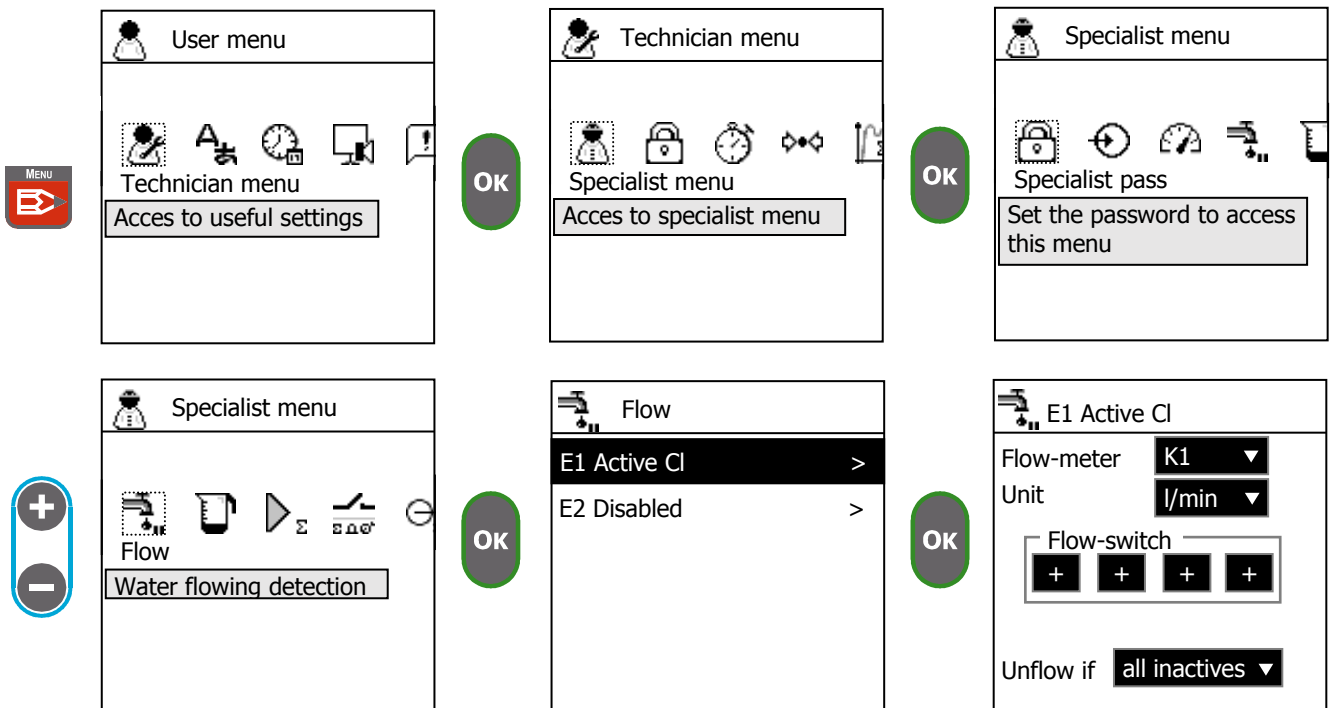 User menu
Technician menu
Acces to useful settings
MENU
OK
Technician menu
Specialist menu
Acces to specialist menu
OK
Specialist menu
Specialist pass
Set the password to access
this menu
Specialist menu
Σ
Σ Ω
Flow
Water flowing detection
+
−
OK
Flow
E1 Active Cl >
E2 Disabled >
OK
E1 Active Cl
Flow-meter K1 ▼
Unit l/min ▼
Flow-switch
+ + + +
Unflow if all inactives ▼